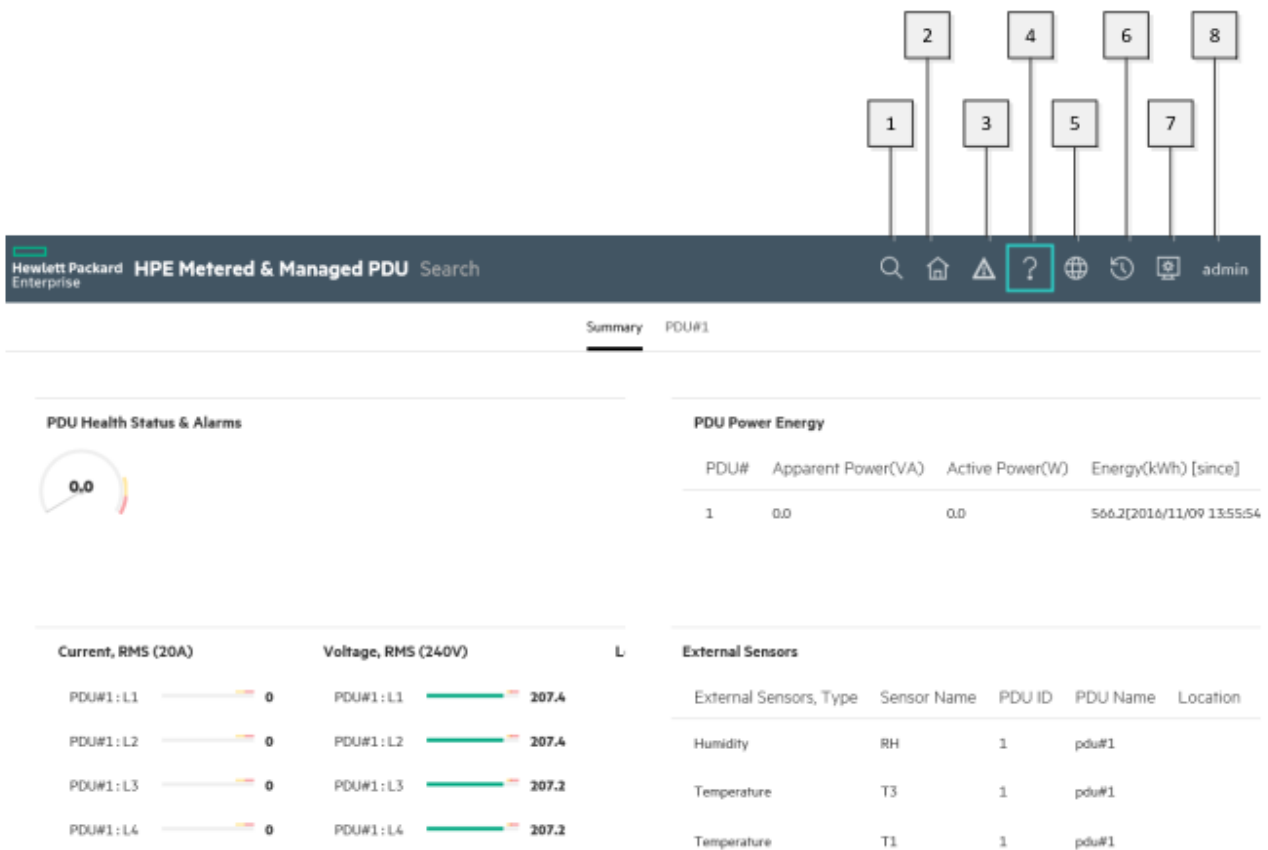 2 4 6 8
1 3 5 7
Hewlett Packard
Enterprise
HPE Metered & Managed PDU Search
admin
Summary PDU#1
PDU Health Status & Alarms
0.0
PDU Power Energy
PDU# Apparent Power(VA) Active Power(W) Energy(kWh) [since]
1 0.0 0.0 566.2[2016/11/09 13:55:54
Current, RMS (20A)
PDU#1 : L1 0
PDU#1 : L2 0
PDU#1 : L3 0
PDU#1 : L4 0
Voltage, RMS (240V)
PDU#1 : L1 207.4
PDU#1 : L2 207.4
PDU#1 : L3 207.2
PDU#1 : L4 207.2
External Sensors
External Sensors, Type Sensor Name PDU ID PDU Name Location
Humidity RH 1 pdu#1
Temperature T3 1 pdu#1
Temperature T1 1 pdu#1